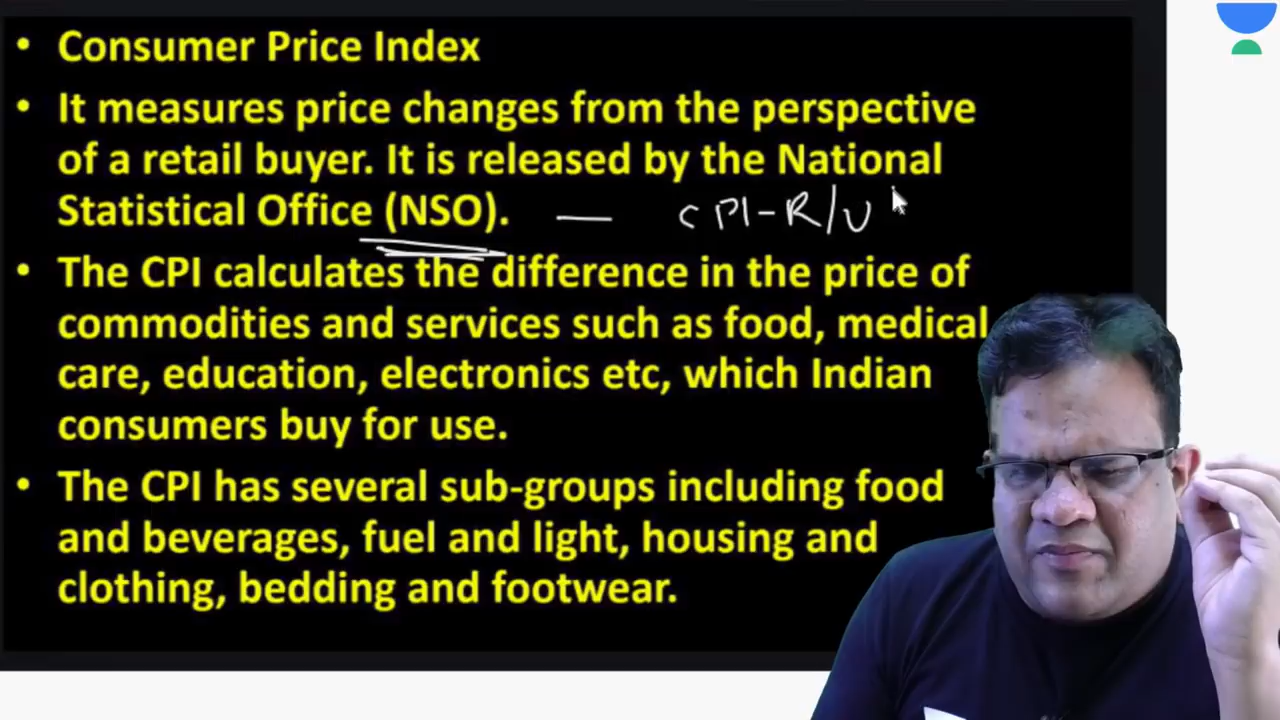 • Consumer Price Index
• It measures price changes from the perspective
of a retail buyer. It is released by the National
Statistical Office (NSO). — CPI-R/U
• The CPI calculates the difference in the price of
commodities and services such as food, medical
care, education, electronics etc, which Indian
consumers buy for use.
• The CPI has several sub-groups including food
and beverages, fuel and light, housing and
clothing, bedding and footwear.